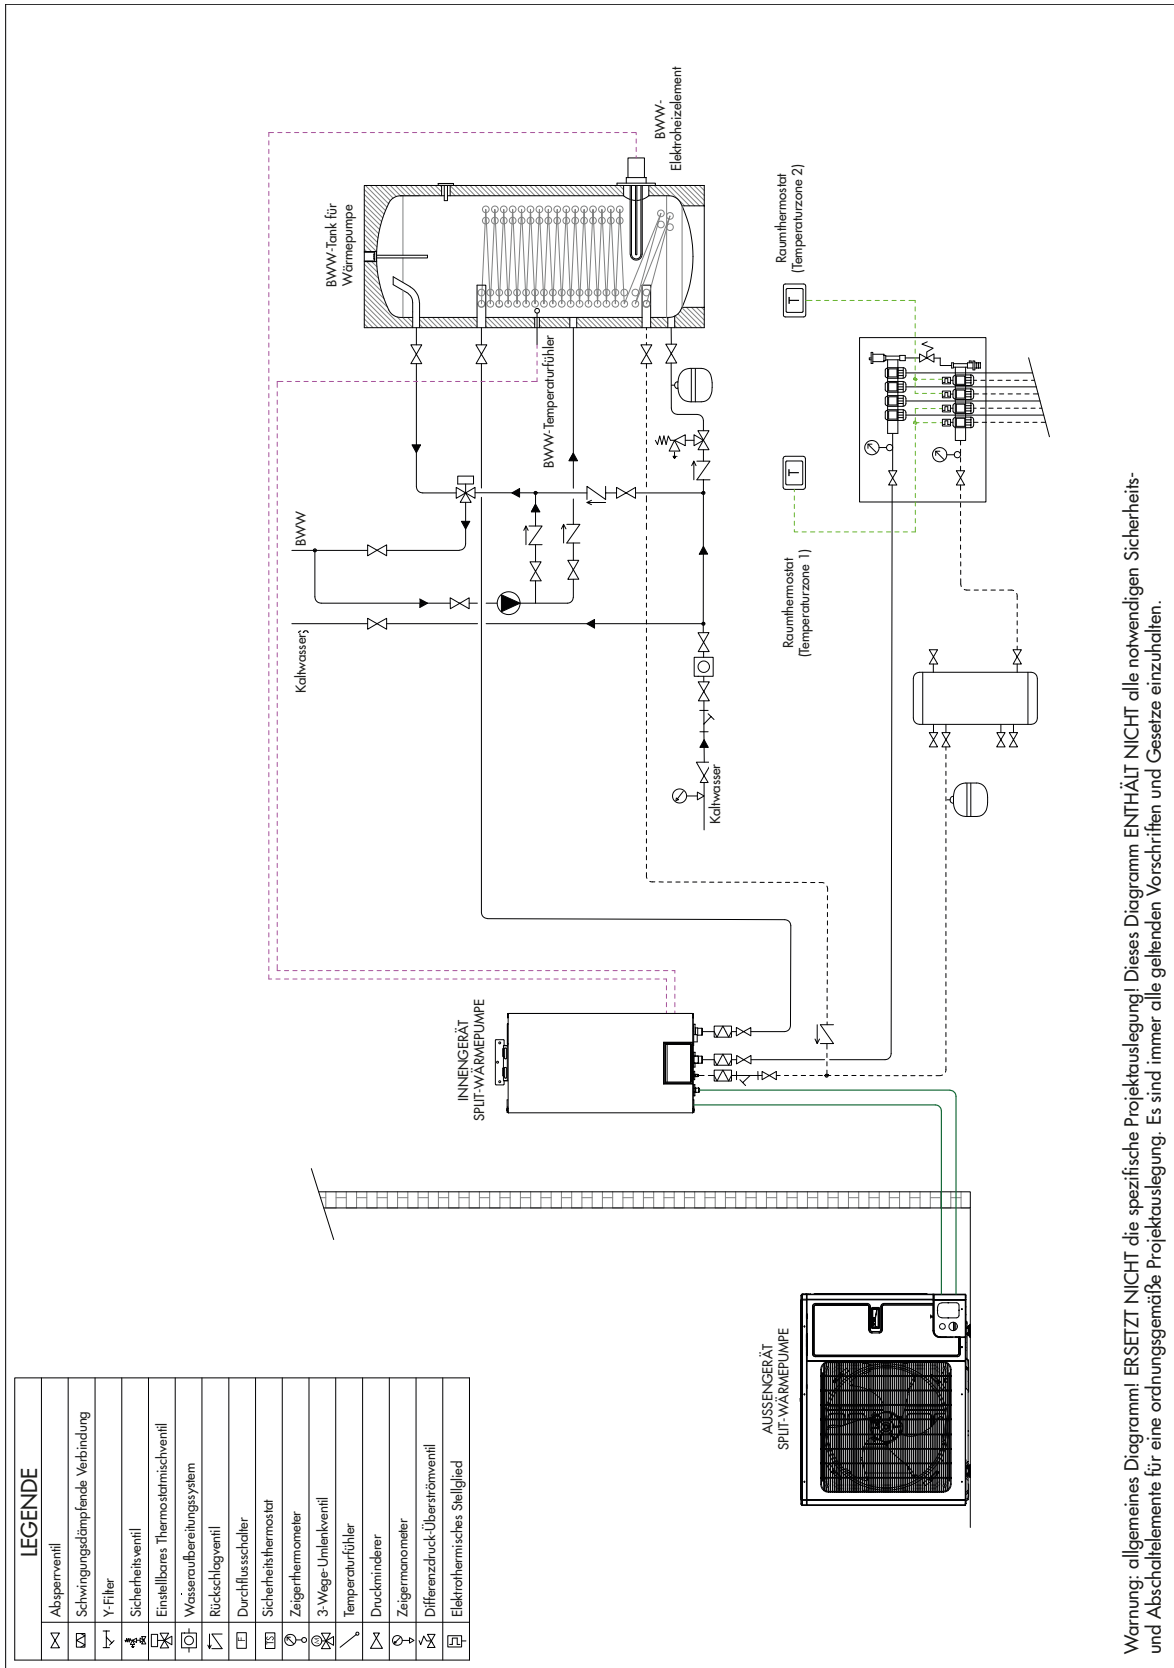 BWW-Tank für
Wärmepumpe
BWW-
Elektroheizelement
BWW-Temperaturfühler
BWW
Kaltwasser
Kaltwasser
Raumthermostat
(Temperaturzone 2)
T
Raumthermostat
(Temperaturzone 1)
T
INNENGERÄT
SPLIT-WÄRMEPUMPE
AUSSENGERÄT
SPLIT-WÄRMEPUMPE
LEGENDE
Absperrventil
Schwingungsdämpfende Verbindung
Y-Filter
Sicherheitsventil
Einstellbares Thermostatmischventil
Wasseraufbereitungssystem
Rückschlagventil
F Durchflussschalter
TS Sicherheitsthermostat
Zeigerthermometer
M 3-Wege-Umlenkventil
Temperaturfühler
Druckminderer
Zeigermanometer
Differenzdruck-Überströmventil
Elektrothermisches Stellglied
Warnung: allgemeines Diagramm! ERSETZT NICHT die spezifische Projektauslegung! Dieses Diagramm ENTHÄLT NICHT alle notwendigen Sicherheits-
und Abschaltelemente für eine ordnungsgemäße Projektauslegung. Es sind immer alle geltenden Vorschriften und Gesetze einzuhalten.